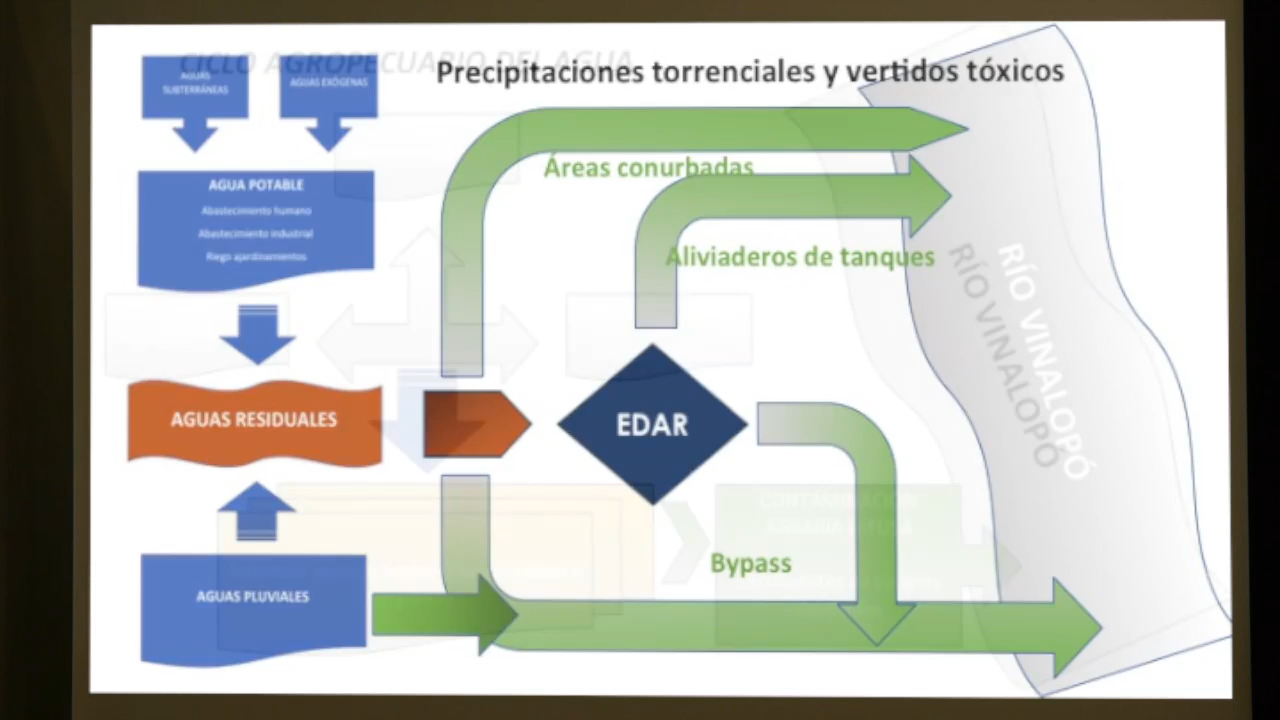 CICLO AGROPECUARIO DEL AGUA
Precipitaciones torrenciales y vertidos tóxicos
AGUAS
SUBTERRÁNEAS
AGUAS EXÓGENAS
Áreas conurbadas
AGUA POTABLE
Abastecimiento humano
Abastecimiento industrial
Riego ajardinamientos
Aliviaderos de tanques
RÍO VINALOPÓ
RÍO VINALOPÓ
AGUAS RESIDUALES
EDAR
Bypass
AGUAS PLUVIALES